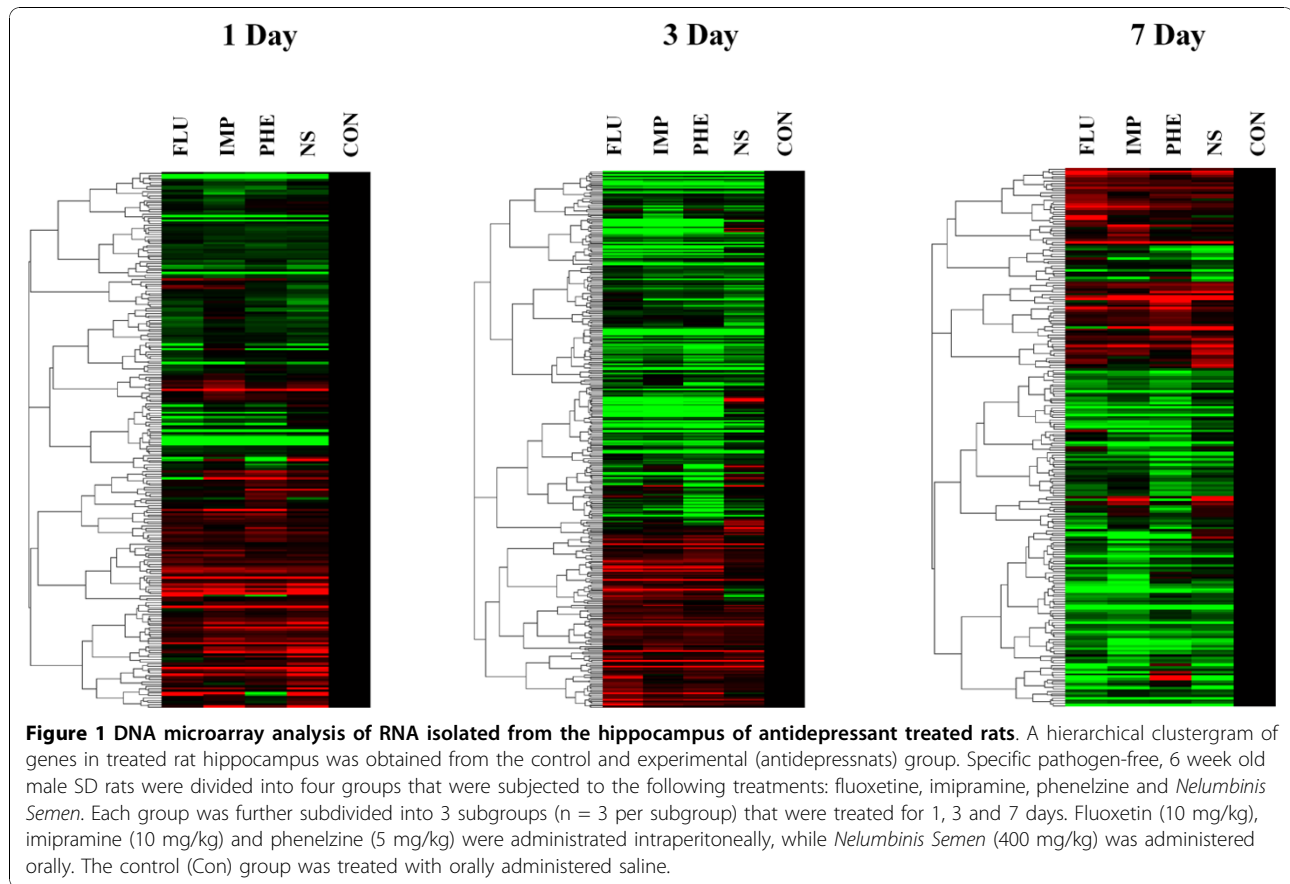 1 Day
3 Day
7 Day
FLU
IMP
PHE
NS
CON
FLU
IMP
PHE
NS
CON
FLU
IMP
PHE
NS
CON
Figure 1 DNA microarray analysis of RNA isolated from the hippocampus of antidepressant treated rats. A hierarchical clustergram of
genes in treated rat hippocampus was obtained from the control and experimental (antidepressnats) group. Specific pathogen-free, 6 week old
male SD rats were divided into four groups that were subjected to the following treatments: fluoxetine, imipramine, phenelzine and Nelumbinis
Semen. Each group was further subdivided into 3 subgroups (n = 3 per subgroup) that were treated for 1, 3 and 7 days. Fluoxetin (10 mg/kg),
imipramine (10 mg/kg) and phenelzine (5 mg/kg) were administrated intraperitoneally, while Nelumbinis Semen (400 mg/kg) was administered
orally. The control (Con) group was treated with orally administered saline.